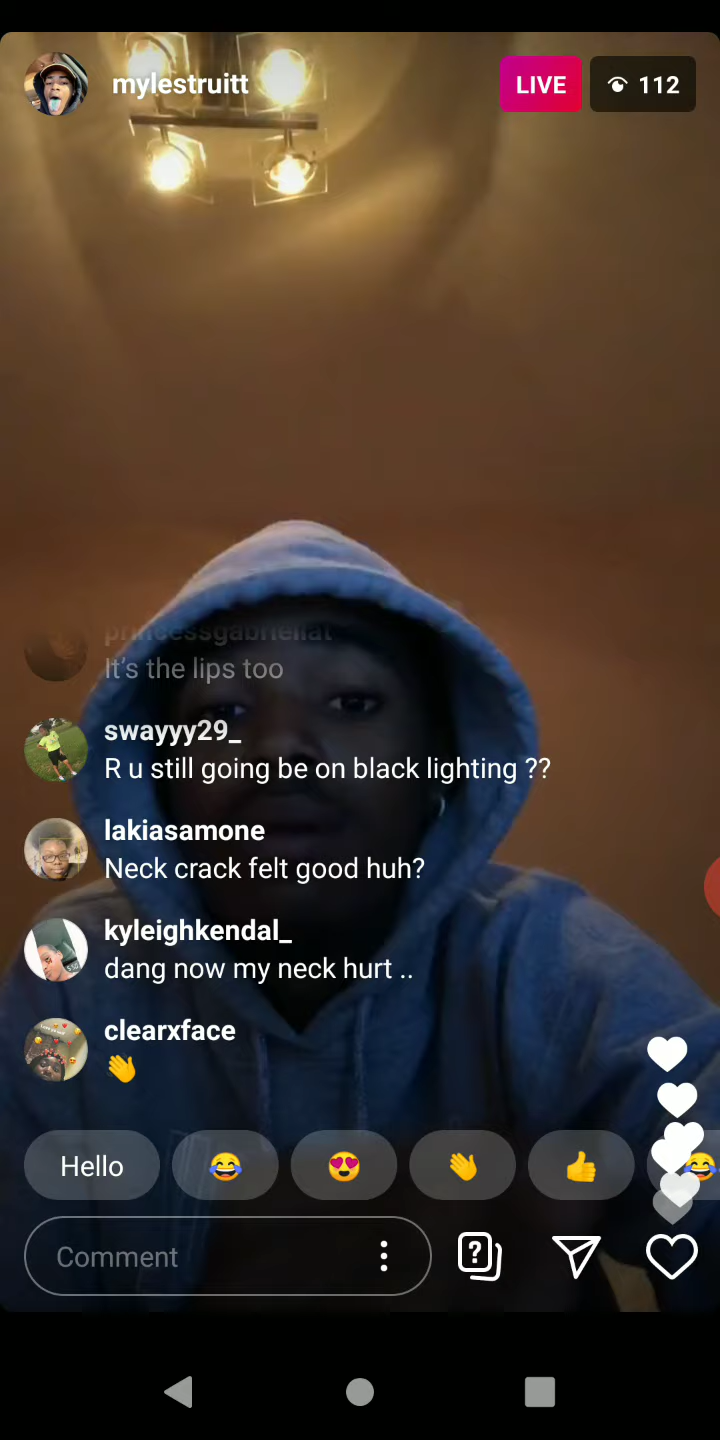 mylestruitt
LIVE
112
princessgabriellat
It's the lips too
swayyy29_
R u still going be on black lighting ??
lakiasamone
Neck crack felt good huh?
kyleighkendal_
dang now my neck hurt ..
clearxface
👋
Hello 😂 😍 👋 👍 😂
Comment